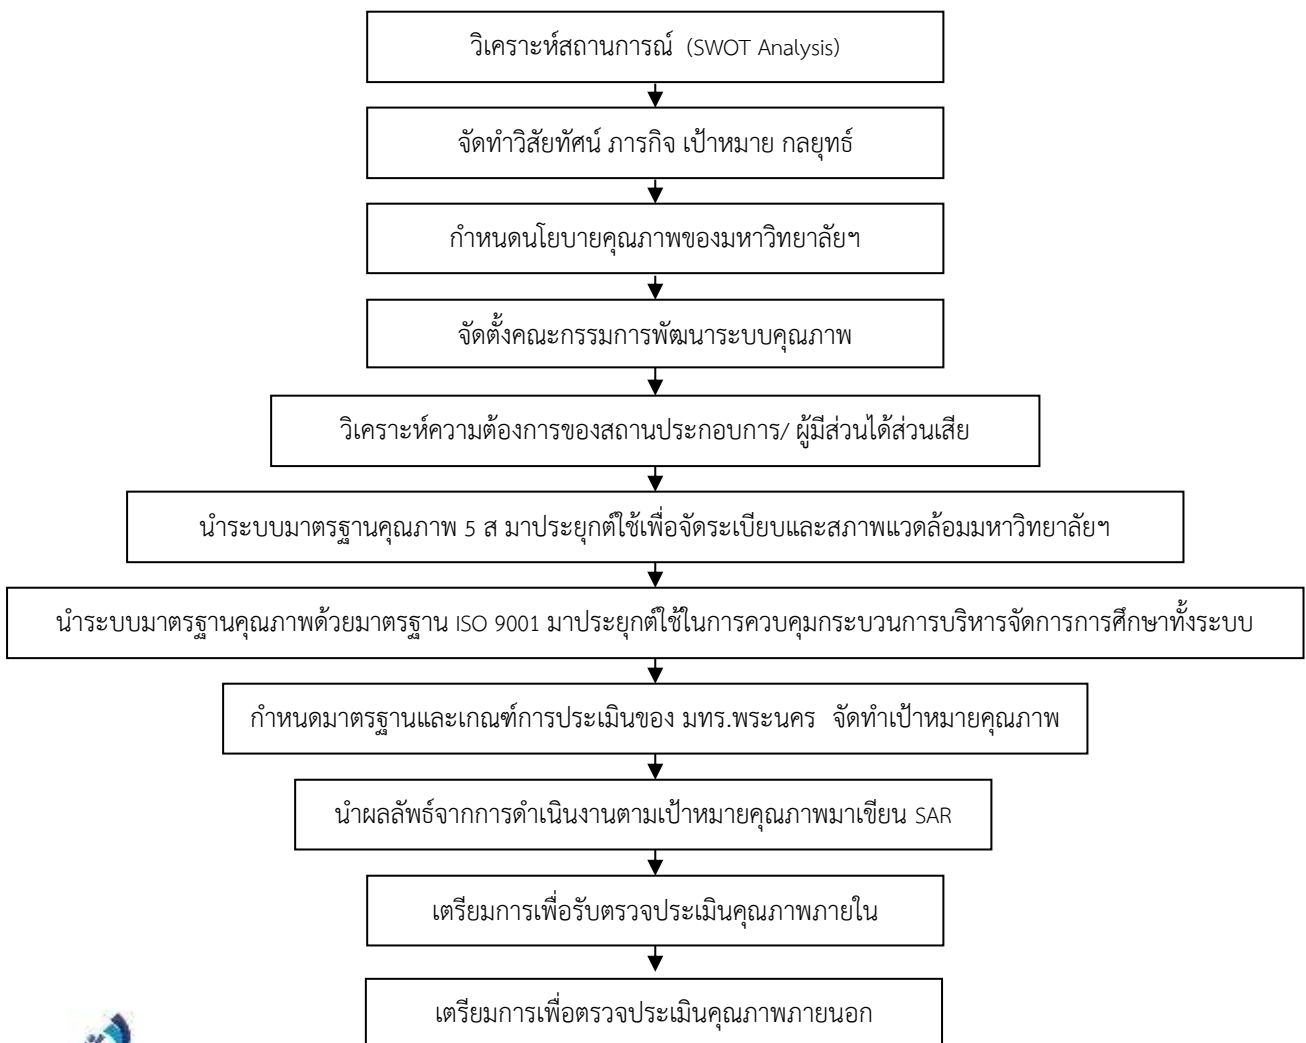 วิเคราะห์สถานการณ์ (SWOT Analysis)
จัดทำวิสัยทัศน์ ภารกิจ เป้าหมาย กลยุทธ์
กำหนดนโยบายคุณภาพของมหาวิทยาลัยฯ
จัดตั้งคณะกรรมการพัฒนาระบบคุณภาพ
วิเคราะห์ความต้องการของสถานประกอบการ/ ผู้มีส่วนได้ส่วนเสีย
นำระบบมาตรฐานคุณภาพ 5 ส มาประยุกต์ใช้เพื่อจัดระเบียบและสภาพแวดล้อมมหาวิทยาลัยฯ
นำระบบมาตรฐานคุณภาพด้วยมาตรฐาน ISO 9001 มาประยุกต์ใช้ในการควบคุมกระบวนการบริหารจัดการการศึกษาทั้งระบบ
กำหนดมาตรฐานและเกณฑ์การประเมินของ มทร.พระนคร จัดทำเป้าหมายคุณภาพ
นำผลลัพธ์จากการดำเนินงานตามเป้าหมายคุณภาพมาเขียน SAR
เตรียมการเพื่อรับตรวจประเมินคุณภาพภายใน
เตรียมการเพื่อตรวจประเมินคุณภาพภายนอก